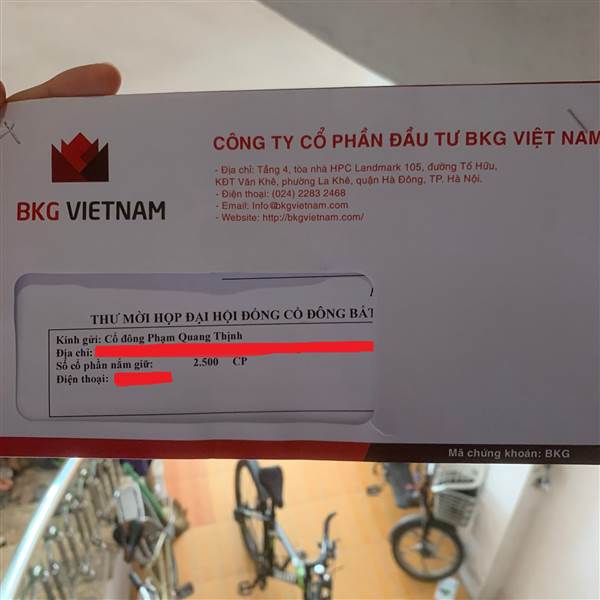 BKG VIETNAM
CÔNG TY CỔ PHẦN ĐẦU TƯ BKG VIỆT NAM
- Địa chỉ: Tầng 4, tòa nhà HPC Landmark 105, đường Tố Hữu,
KĐT Văn Khê, phường La Khê, quận Hà Đông, TP. Hà Nội.
- Điện thoại: (024) 2283 2468
- Email: Info@bkgvietnam.com
- Website: http://bkgvietnam.com/
THƯ MỜI HỌP ĐẠI HỘI ĐỒNG CỔ ĐÔNG BẤT
Kính gửi: Cổ đông Phạm Quang Thịnh
Địa chỉ:
Số cổ phần nắm giữ: 2.500 CP
Điện thoại:
Mã chứng khoán: BKG